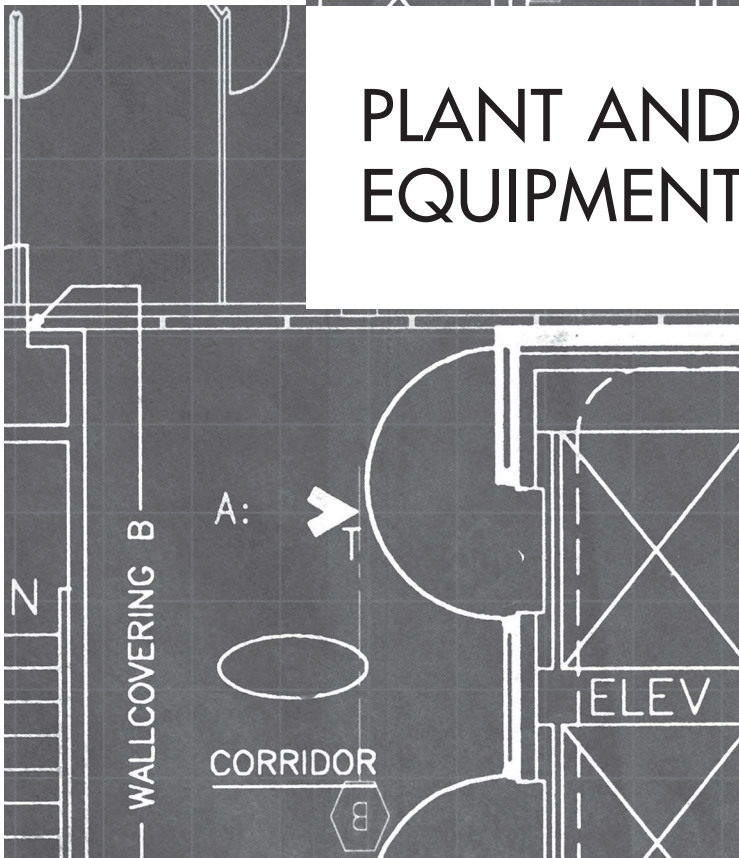 PLANT AND
EQUIPMENT
A:
T
WALLCOVERING B
N
ELEV
CORRIDOR
B